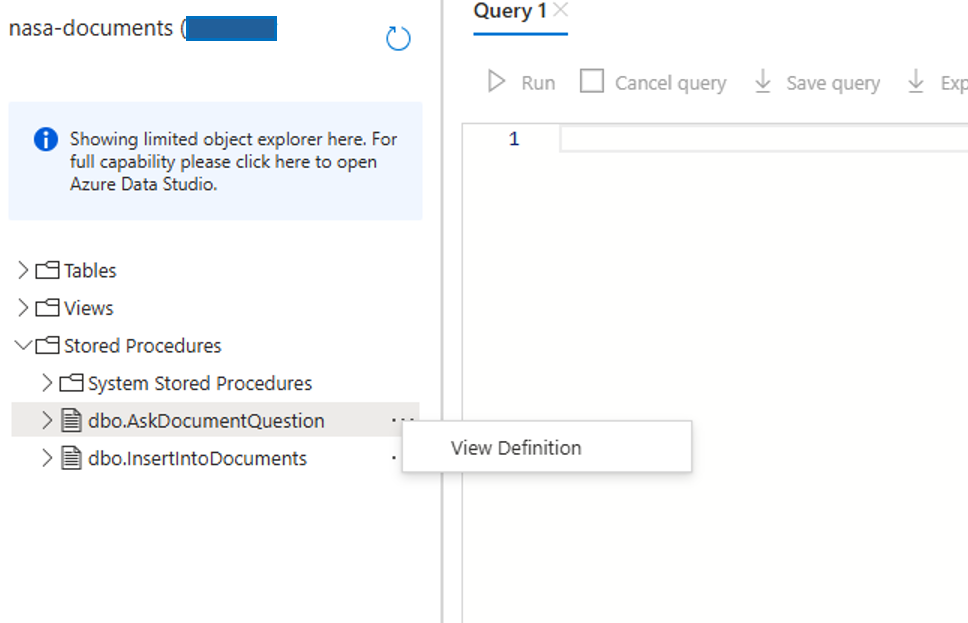 nasa-documents (
Query 1
Run
Cancel query
Save query
Exp
Showing limited object explorer here. For
full capability please click here to open
Azure Data Studio.
1
Tables
Views
Stored Procedures
System Stored Procedures
dbo.AskDocumentQuestion
View Definition
dbo.InsertIntoDocuments